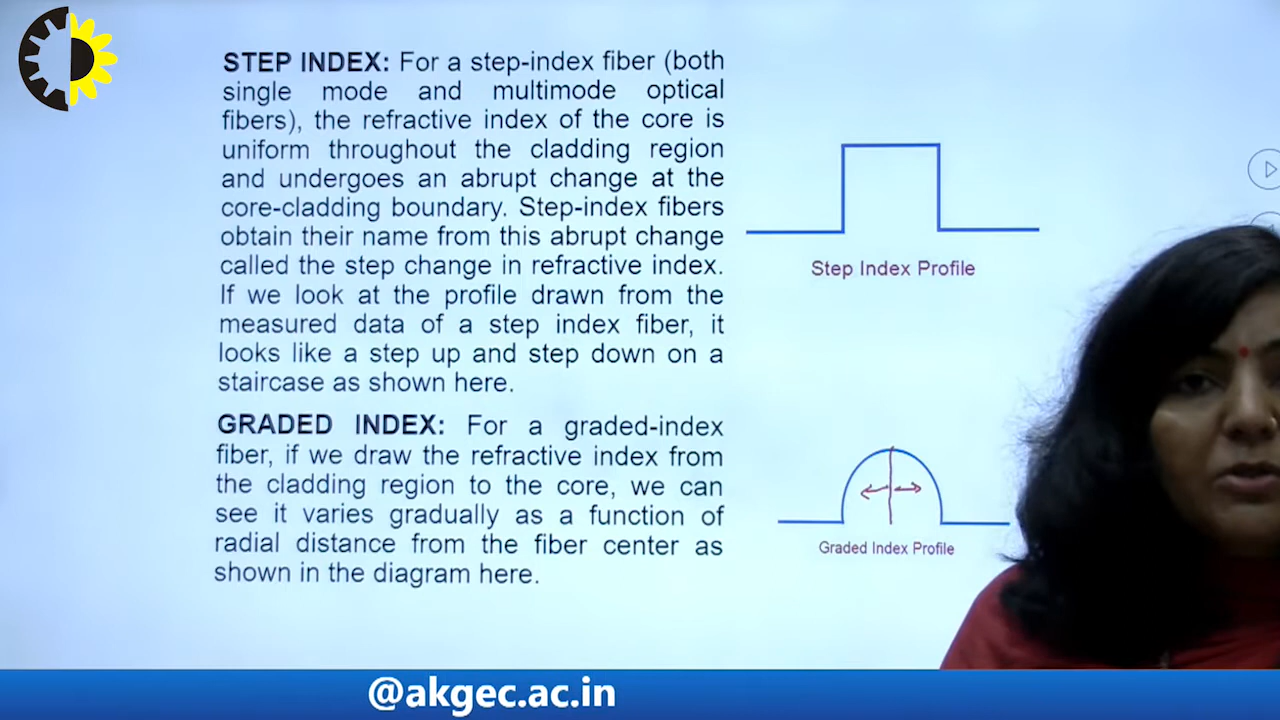 STEP INDEX: For a step-index fiber (both
single mode and multimode optical
fibers), the refractive index of the core is
uniform throughout the cladding region
and undergoes an abrupt change at the
core-cladding boundary. Step-index fibers
obtain their name from this abrupt change
called the step change in refractive index.
If we look at the profile drawn from the
measured data of a step index fiber, it
looks like a step up and step down on a
staircase as shown here.
Step Index Profile
GRADED INDEX: For a graded-index
fiber, if we draw the refractive index from
the cladding region to the core, we can
see it varies gradually as a function of
radial distance from the fiber center as
shown in the diagram here.
Graded Index Profile
@akgec.ac.in